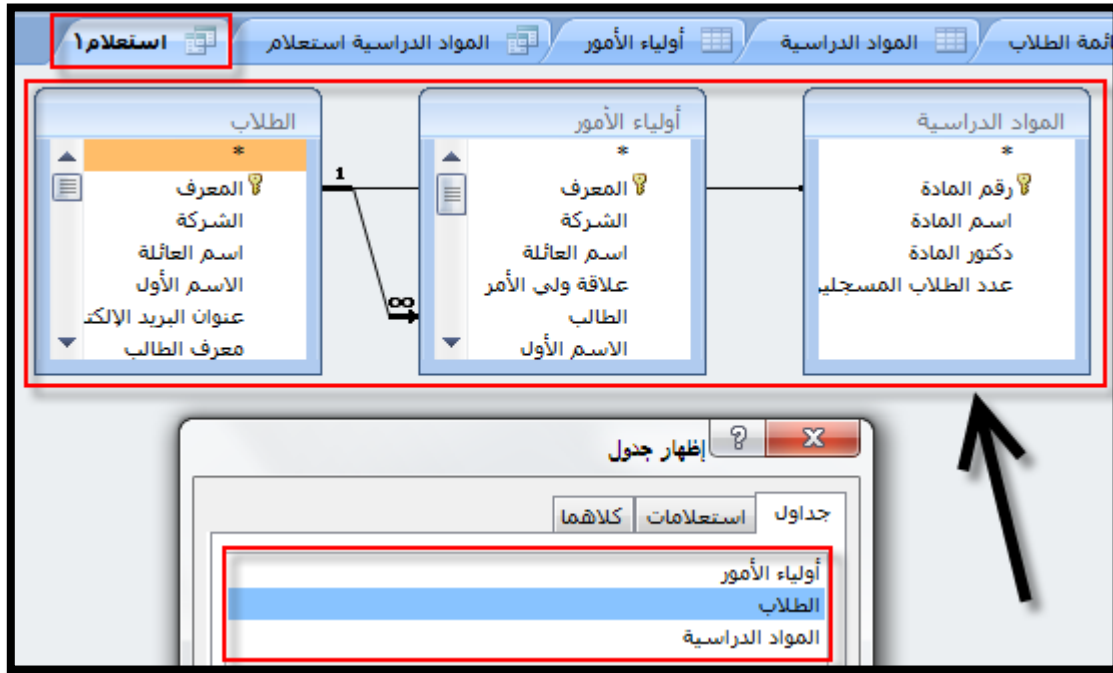 ائمة الطلاب
المواد الدراسية
أولياء الأمور
المواد الدراسية استعلام
استعلام١
المواد الدراسية
*
رقم المادة
اسم المادة
دكتور المادة
عدد الطلاب المسجلير
أولياء الأمور
*
المعرف
الشركة
اسم العائلة
علاقة ولي الأمر
الطالب
الاسم الأول
1
∞
الطلاب
*
المعرف
الشركة
اسم العائلة
الاسم الأول
عنوان البريد الإلكتـ
معرف الطالب
إظهار جدول
? X
جداول استعلامات كلاهما
أولياء الأمور
الطلاب
المواد الدراسية